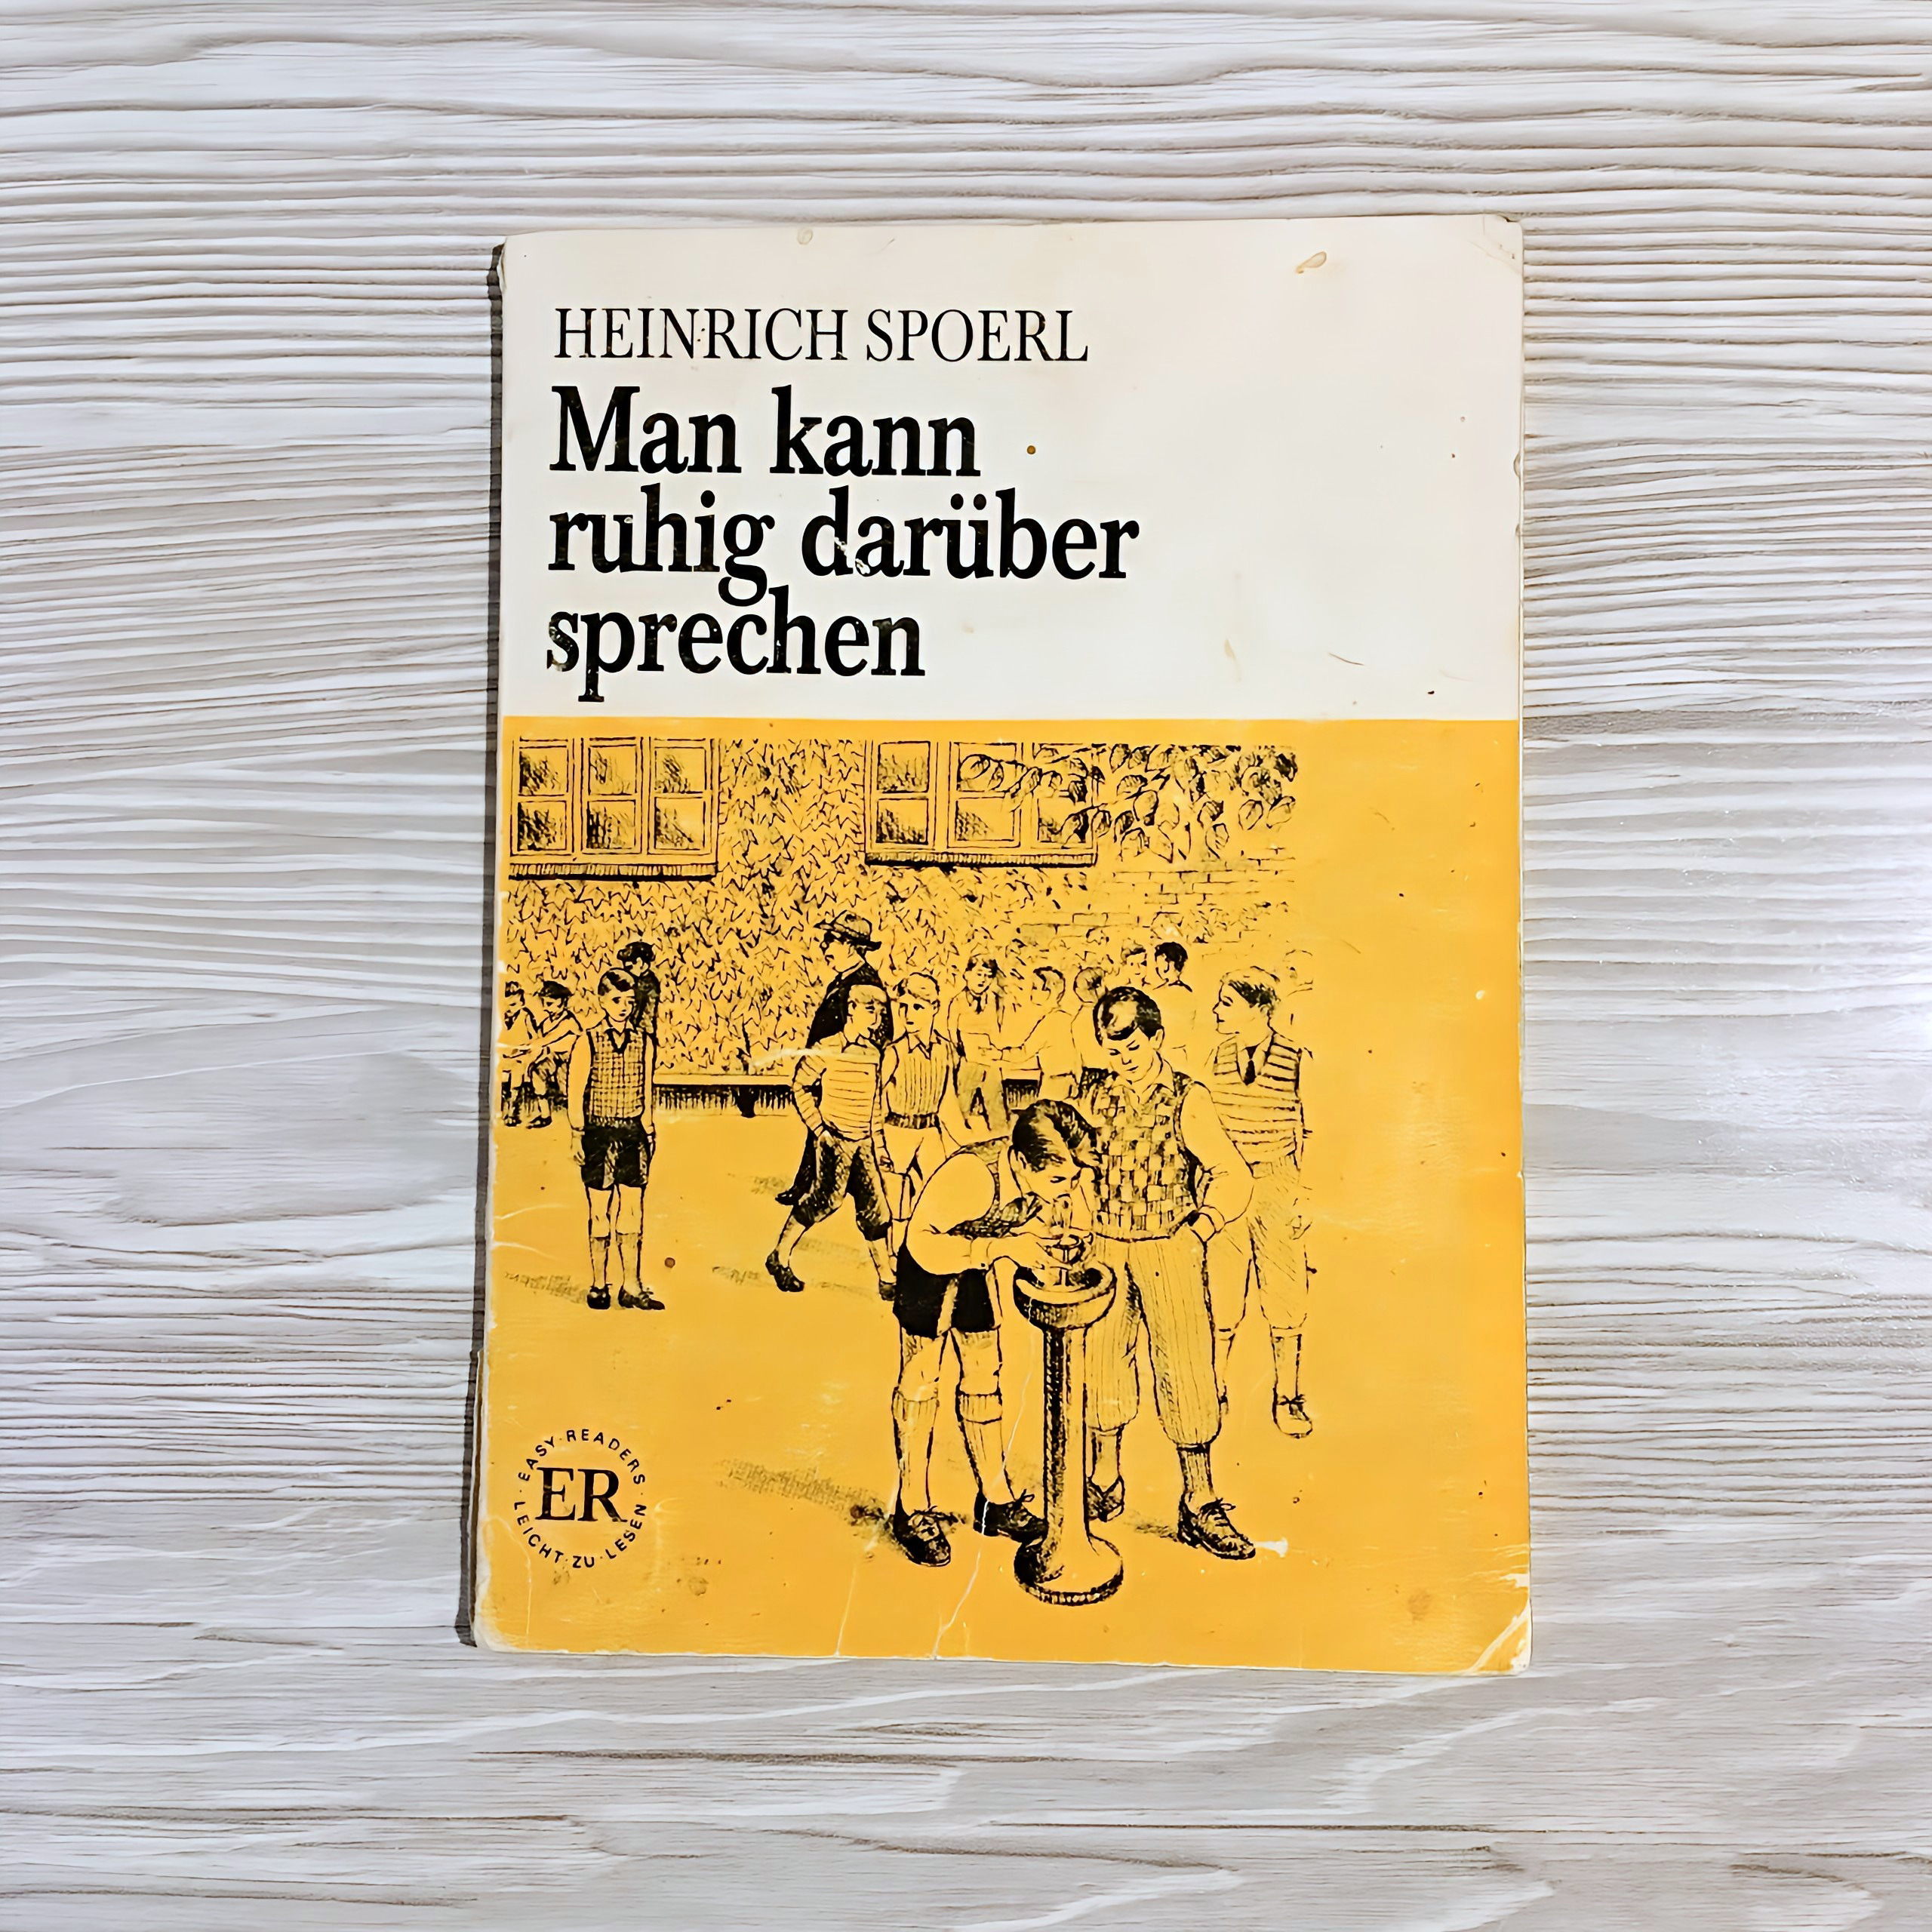 HEINRICH SPOERL
Man kann
ruhig darüber
sprechen
EASY·READERS
ER
LEICHT·ZU·LESEN